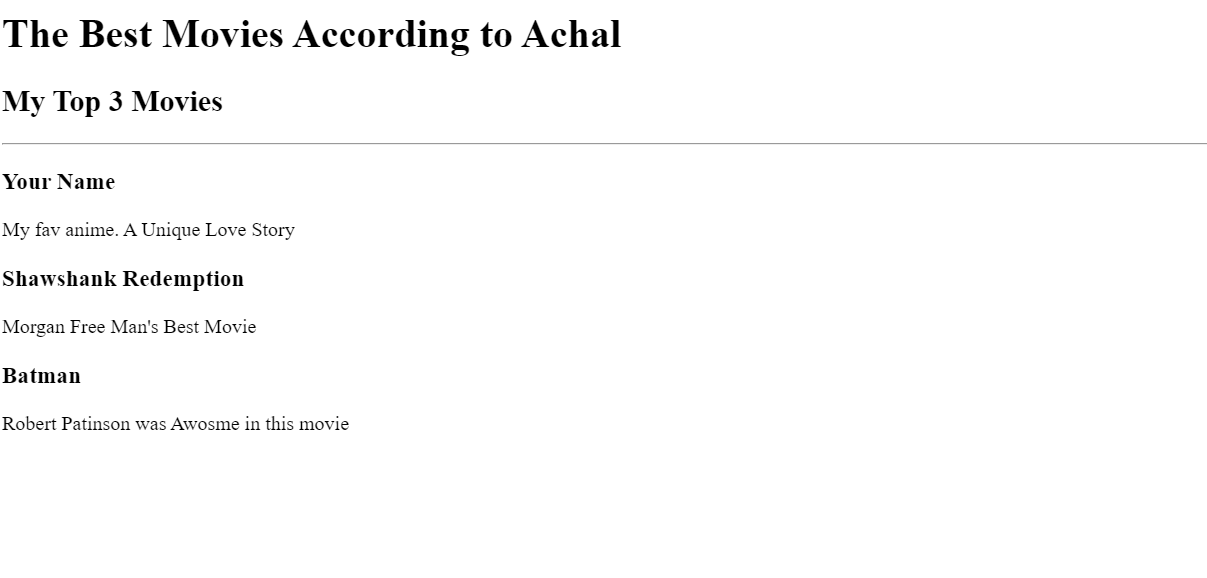 The Best Movies According to Achal
My Top 3 Movies
Your Name
My fav anime. A Unique Love Story
Shawshank Redemption
Morgan Free Man's Best Movie
Batman
Robert Patinson was Awosme in this movie